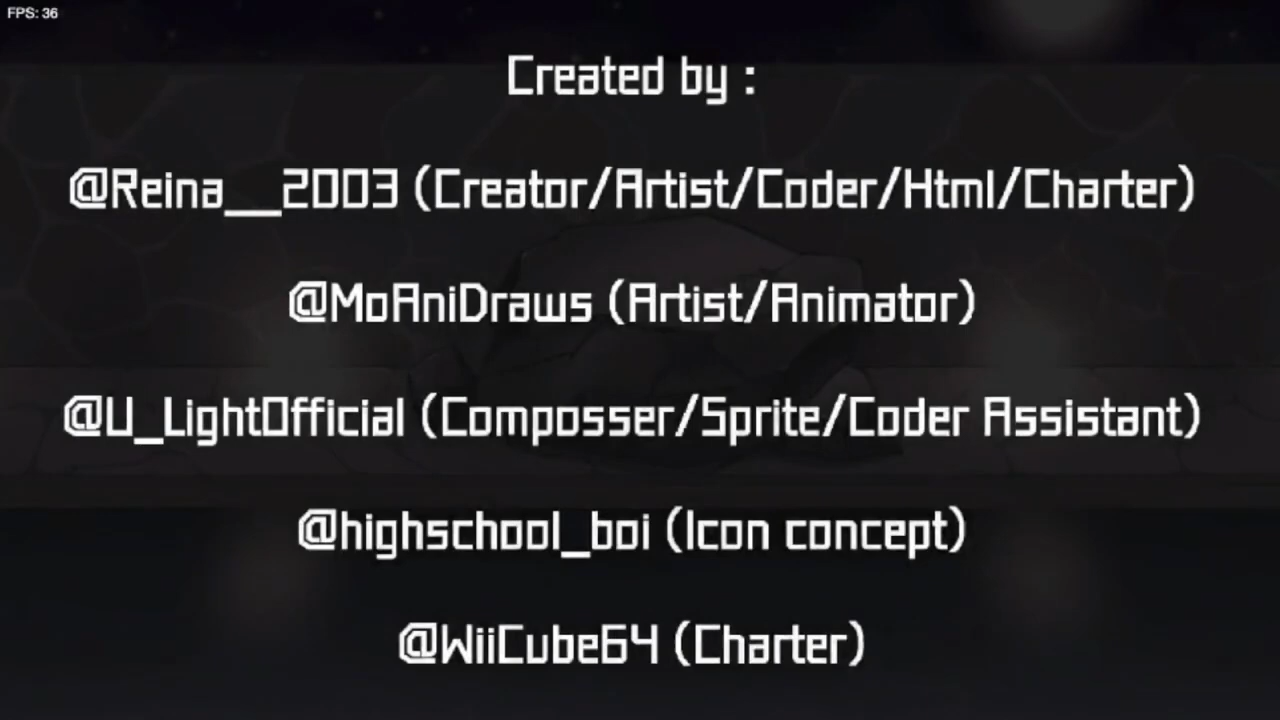 FPS: 36
Created by :
@Reina__2003 (Creator/Artist/Coder/Html/Charter)
@MoAniDraws (Artist/Animator)
@U_LightOfficial (Composser/Sprite/Coder Assistant)
@highschool_boi (Icon concept)
@WiiCube64 (Charter)